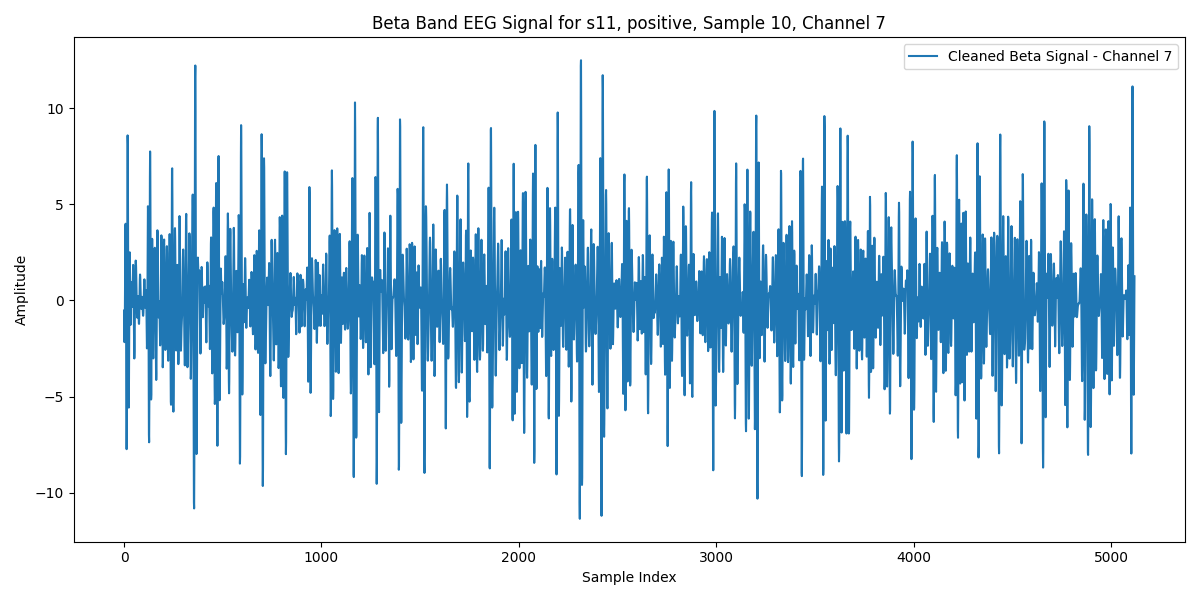 Beta Band EEG Signal for s11, positive, Sample 10, Channel 7
Cleaned Beta Signal - Channel 7
Amplitude
10
5
0
−5
−10
0 1000 2000 3000 4000 5000
Sample Index